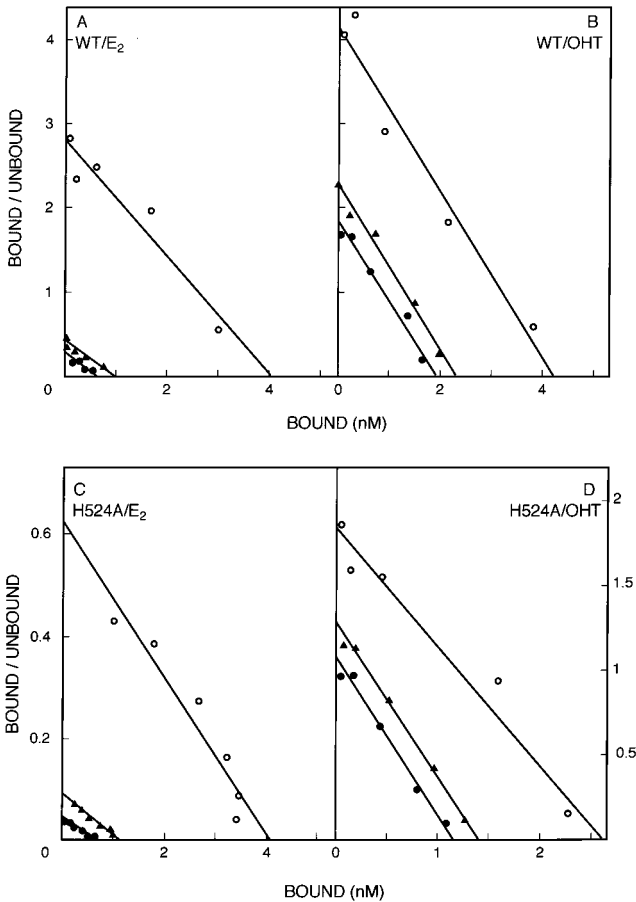 A
WT/E2
B
WT/OHT
4
3
2
1
0
BOUND / UNBOUND
0 2 4 0 2 4
BOUND (nM)
C
H524A/E2
D
H524A/OHT
0.6
0.4
0.2
0
BOUND / UNBOUND
2
1.5
1
0.5
0 2 4 0 1 2
BOUND (nM)